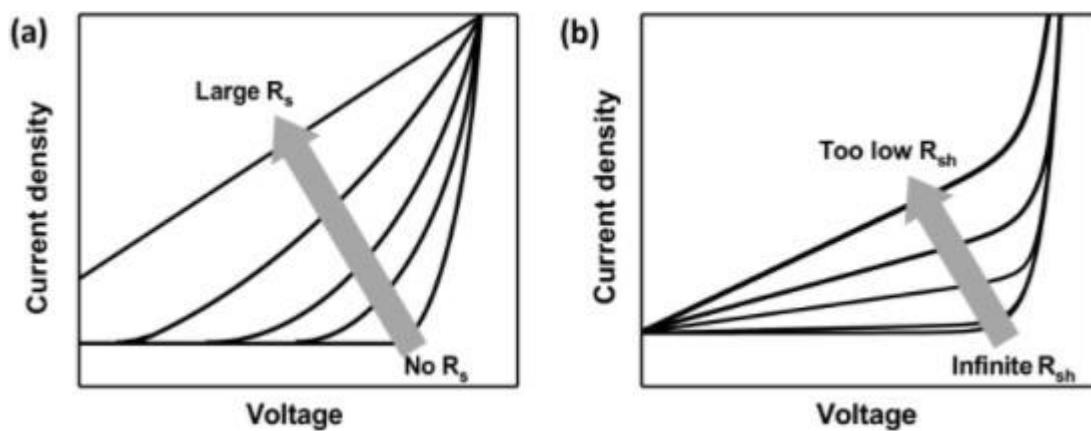 (a)
Current density
Large Rs
No Rs
Voltage
(b)
Current density
Too low Rsh
Infinite Rsh
Voltage